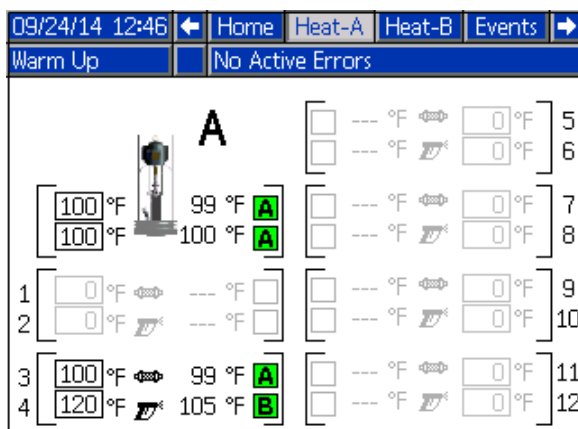 09/24/14 12:46 Home Heat-A Heat-B Events
Warm Up No Active Errors
A
100 °F 99 °F A
100 °F 100 °F A
1 0 °F --- °F
2 0 °F --- °F
3 100 °F 99 °F A
4 120 °F 105 °F B
--- °F 0 °F 5
--- °F 0 °F 6
--- °F 0 °F 7
--- °F 0 °F 8
--- °F 0 °F 9
--- °F 0 °F 10
--- °F 0 °F 11
--- °F 0 °F 12